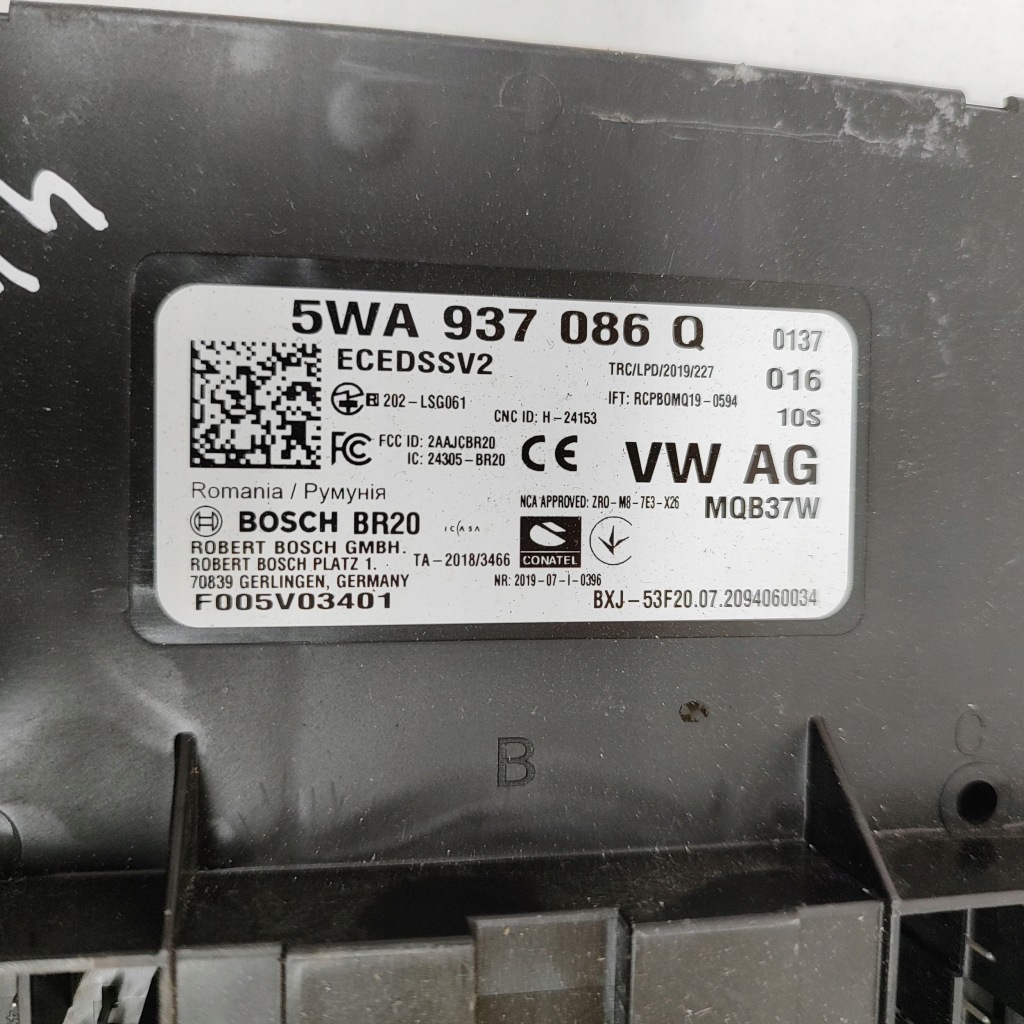 5WA 937 086 Q
0137
ECEDSSV2
TRC/LPD/2019/227
016
202-LSG061
IFT: RCPBOMQ19-0594
CNC ID: H-24153
10S
FCC ID: 2AAJCBR20
IC: 24305-BR20
CE
VW AG
Romania / Румунія
NCA APPROVED: ZRO-M8-7E3-X26
MQB37W
BOSCH BR20
ICASA
CONATEL
ROBERT BOSCH GMBH.
ROBERT BOSCH PLATZ 1.
TA-2018/3466
70839 GERLINGEN, GERMANY
NR: 2019-07-I-0396
F005V03401
BXJ-53F20.07.2094060034
B
C